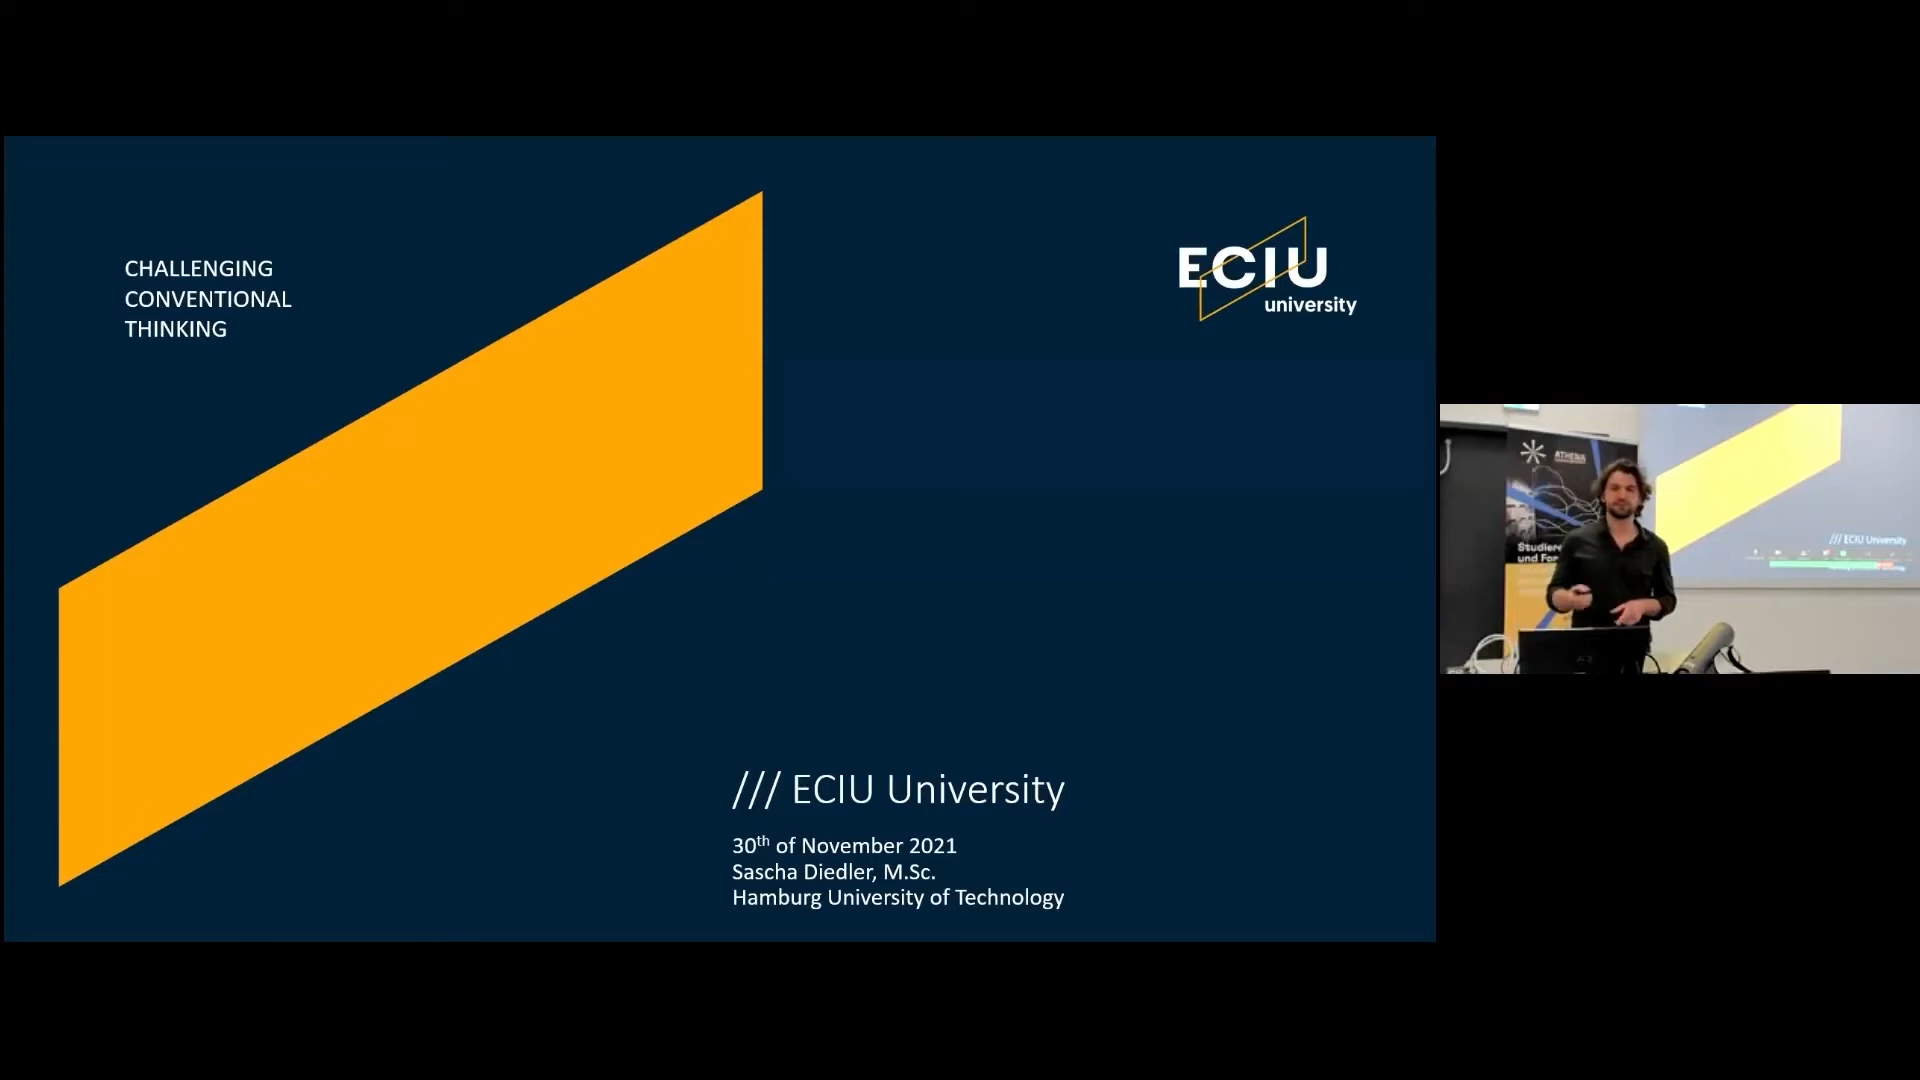 CHALLENGING
CONVENTIONAL
THINKING
ECIU
university
/// ECIU University
30th of November 2021
Sascha Diedler, M.Sc.
Hamburg University of Technology
ATHENA
Studiere
und For
/// ECIU University